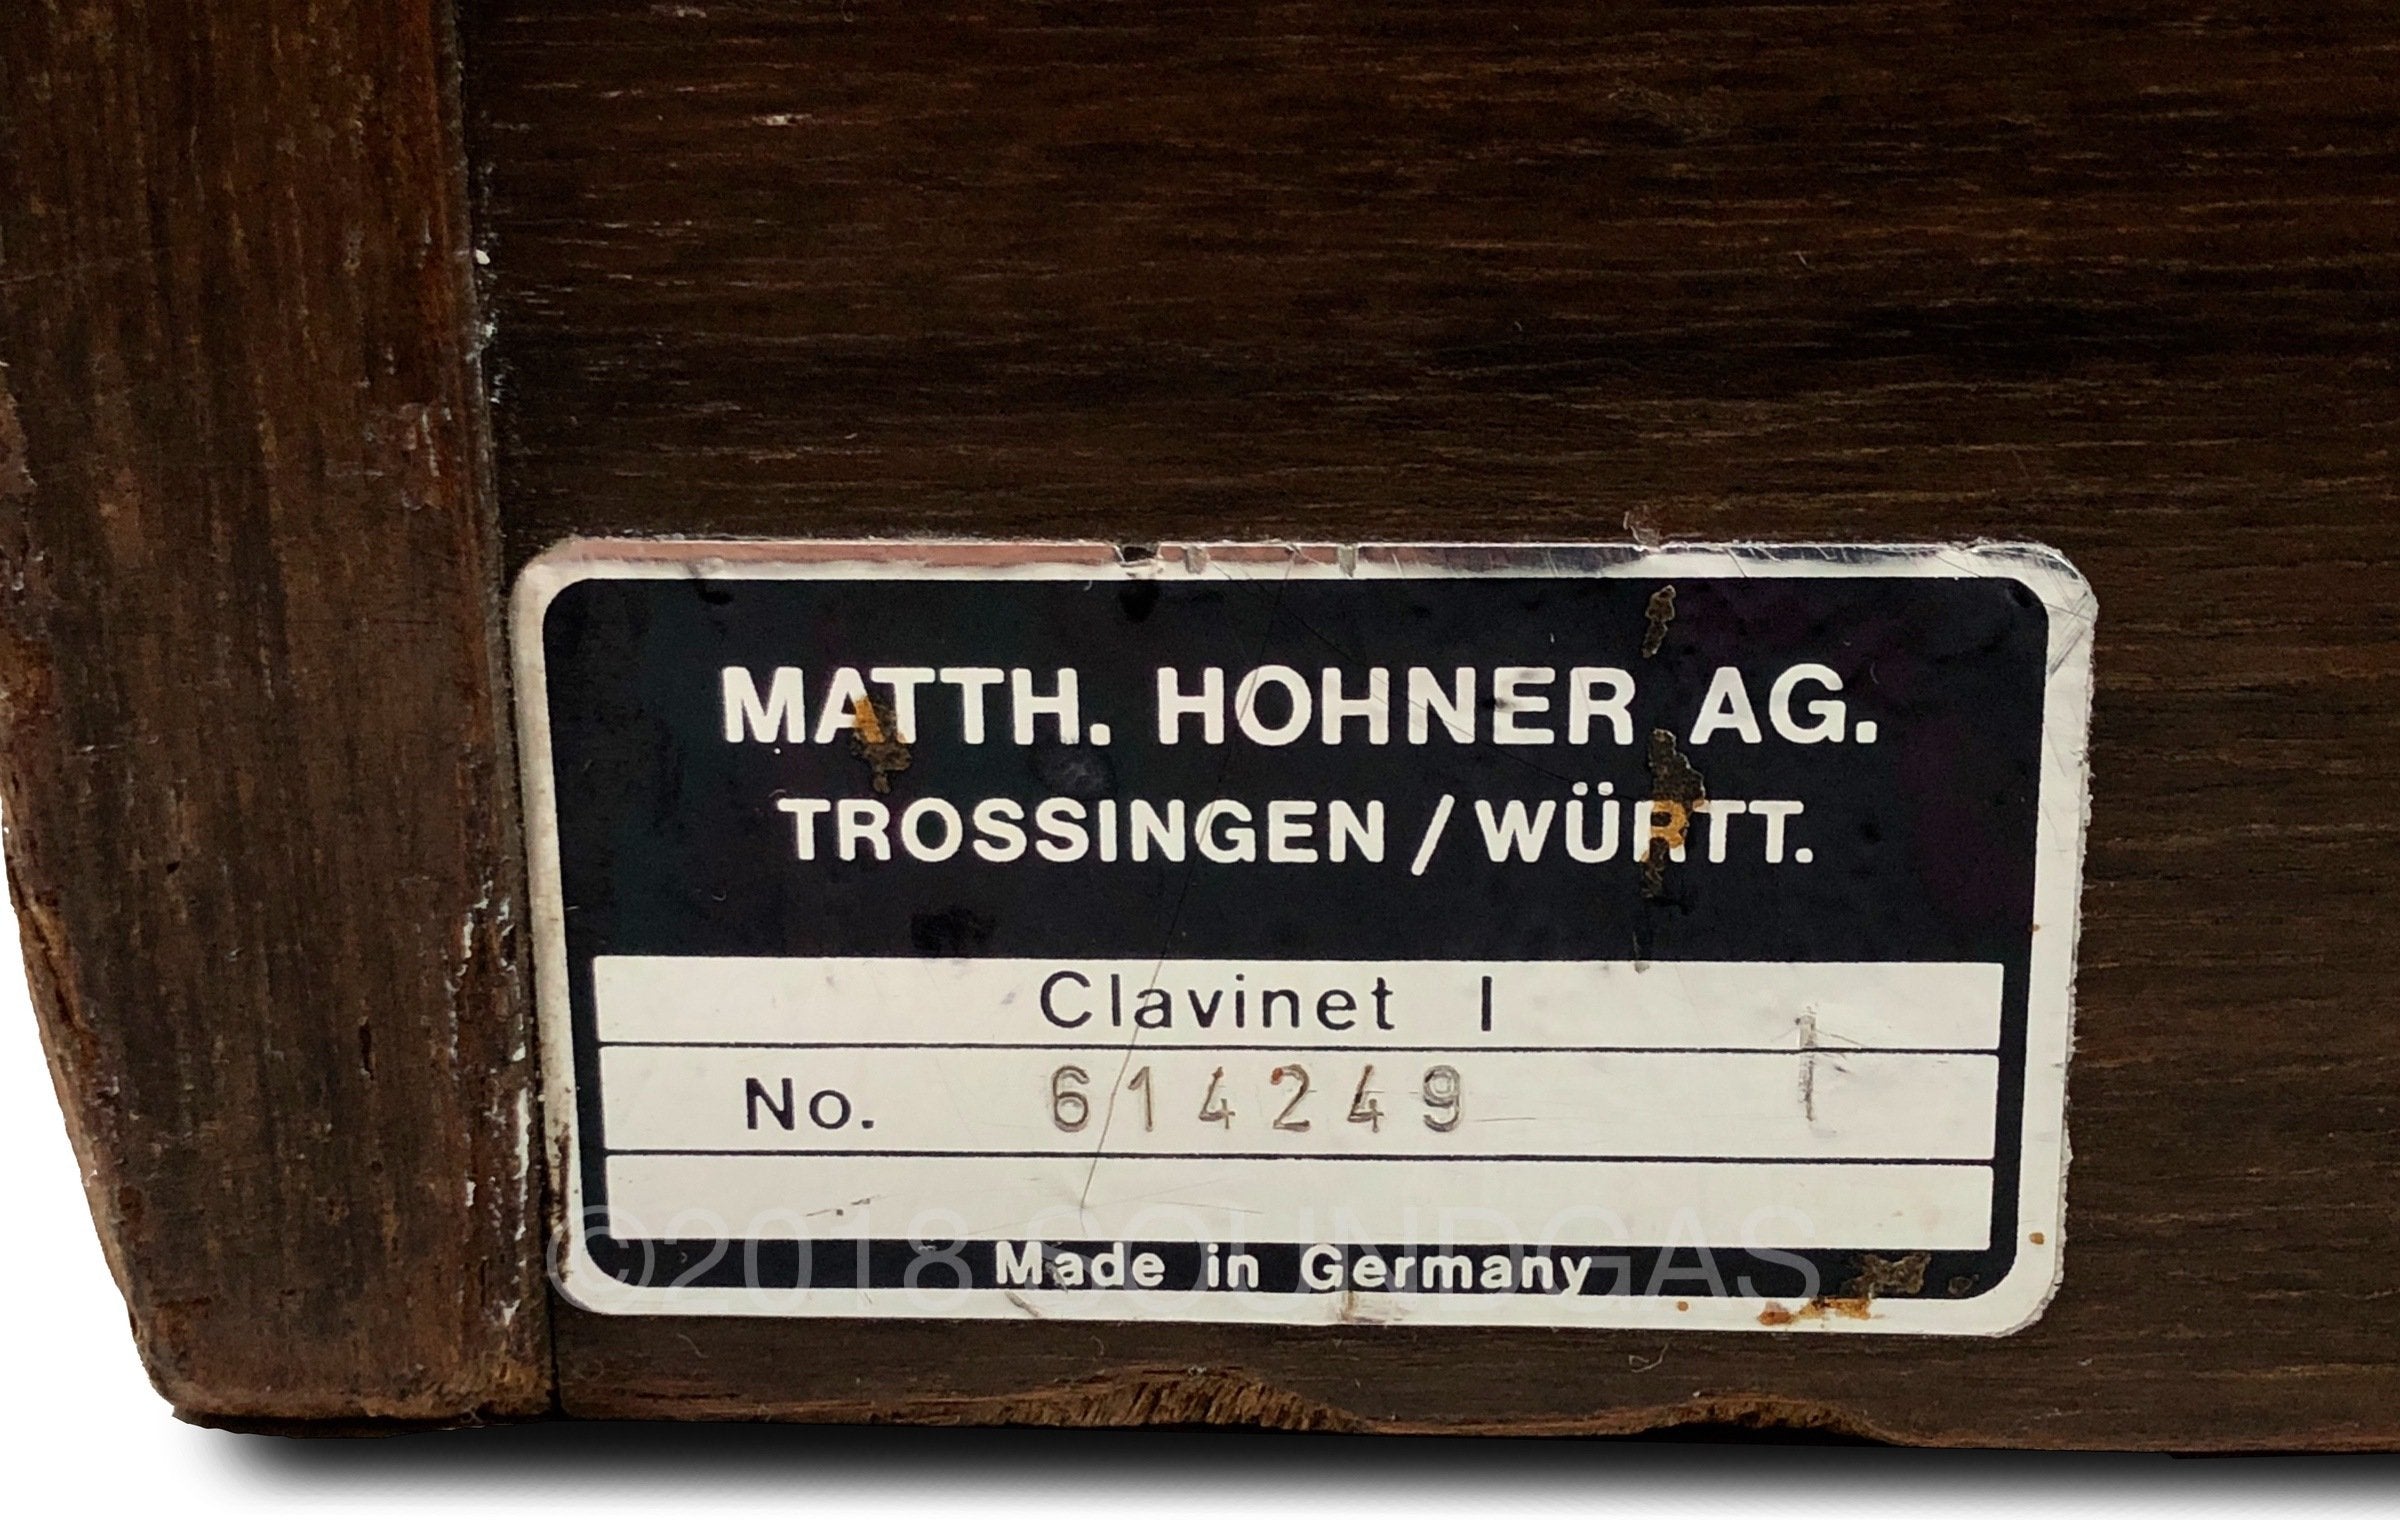 MATTH. HOHNER AG.
TROSSINGEN / WÜRTT.
Clavinet I
No. 614249
Made in Germany
©2018 SOUNDGAS